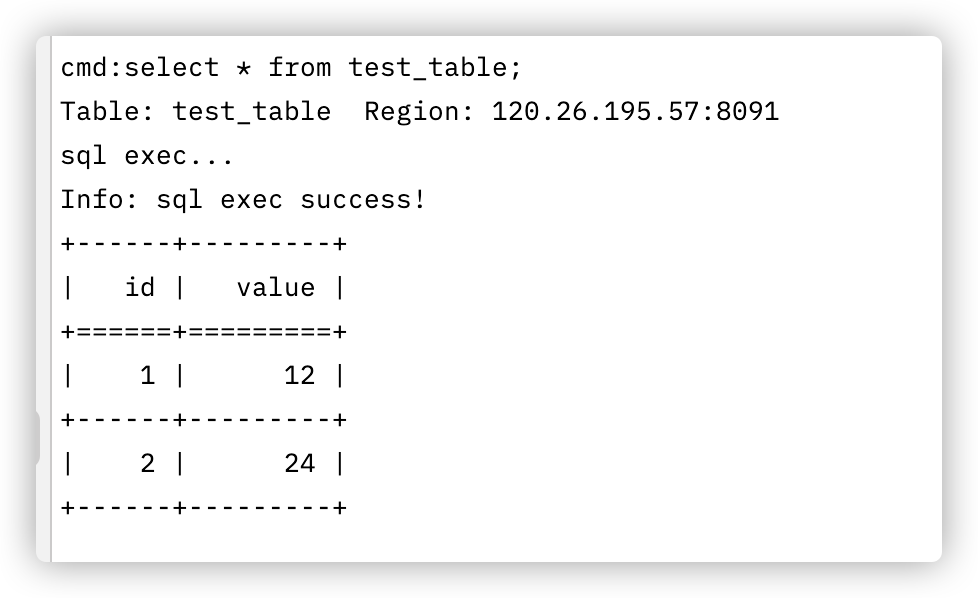 cmd:select * from test_table;
Table: test_table  Region: 120.26.195.57:8091
sql exec...
Info: sql exec success!
+------+---------+
|   id |   value |
+======+=========+
|    1 |      12 |
+------+---------+
|    2 |      24 |
+------+---------+